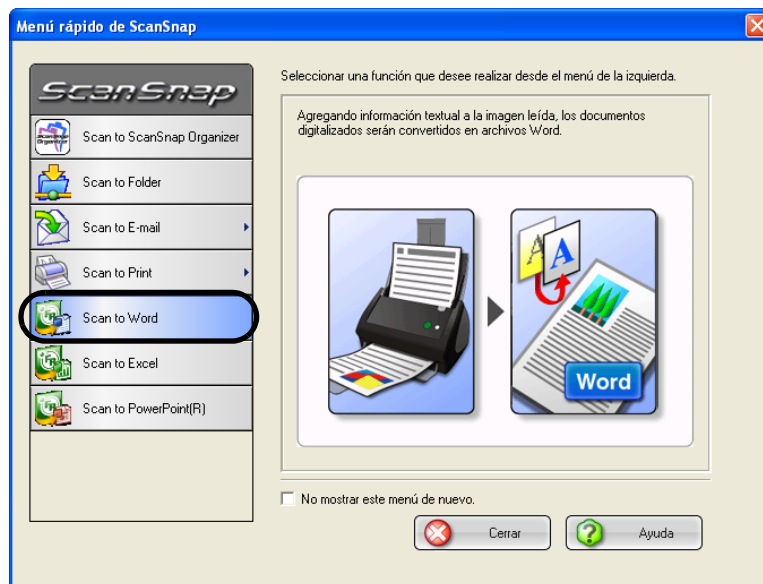 Menú rápido de ScanSnap
ScanSnap
Seleccionar una función que desee realizar desde el menú de la izquierda.
Scan to ScanSnap Organizer
Scan to Folder
Scan to E-mail
Scan to Print
Scan to Word
Scan to Excel
Scan to PowerPoint(R)
Agregando información textual a la imagen leída, los documentos
digitalizados serán convertidos en archivos Word.
A A
Word
No mostrar este menú de nuevo.
Cerrar
Ayuda